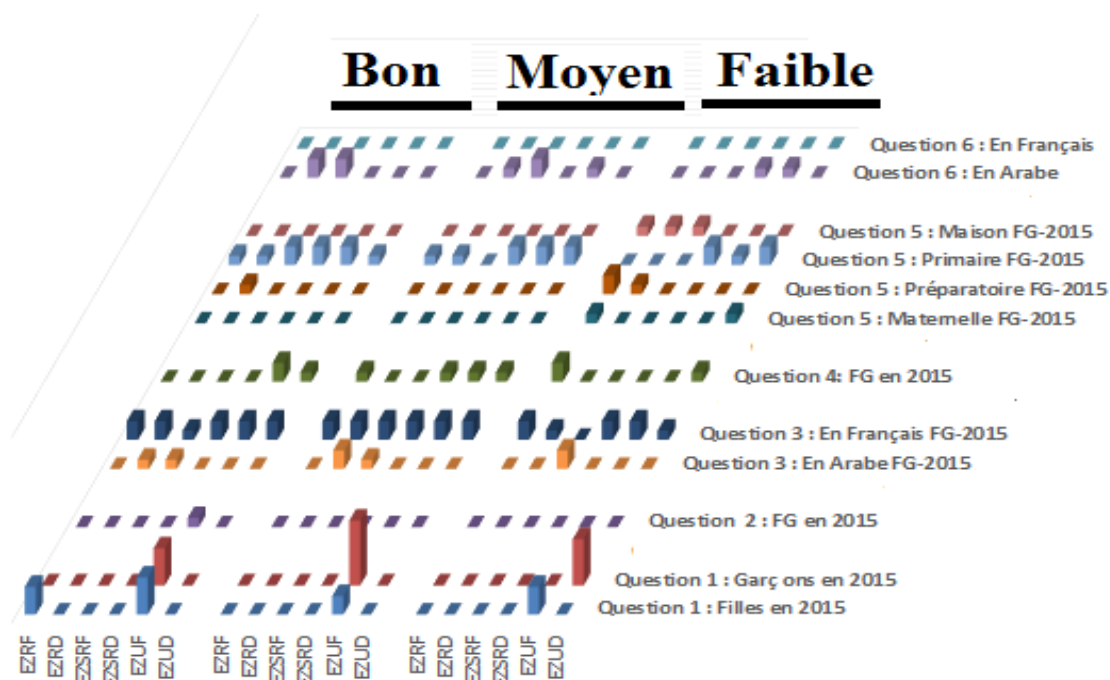 Bon Moyen Faible
Question 6 : En Français
Question 6 : En Arabe
Question 5 : Maison FG-2015
Question 5 : Primaire FG-2015
Question 5 : Préparatoire FG-2015
Question 5 : Maternelle FG-2015
Question 4: FG en 2015
Question 3 : En Français FG-2015
Question 3 : En Arabe FG-2015
Question 2 : FG en 2015
Question 1 : Garç ons en 2015
Question 1 : Filles en 2015
EZRF
EZRD
EZSRF
EZSRD
EZUF
EZUD
EZRF
EZRD
EZSRF
EZSRD
EZUF
EZUD
EZRF
EZRD
EZSRF
EZSRD
EZUF
EZUD